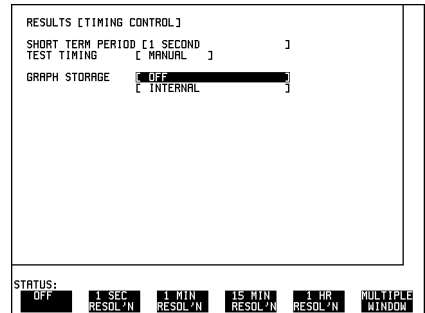 RESULTS [TIMING CONTROL]
SHORT TERM PERIOD [1 SECOND ]
TEST TIMING [ MANUAL ]
GRAPH STORAGE [ OFF ]
[ INTERNAL ]
STATUS:
OFF 1 SEC 1 MIN 15 MIN 1 HR MULTIPLE
RESOL'N RESOL'N RESOL'N RESOL'N WINDOW